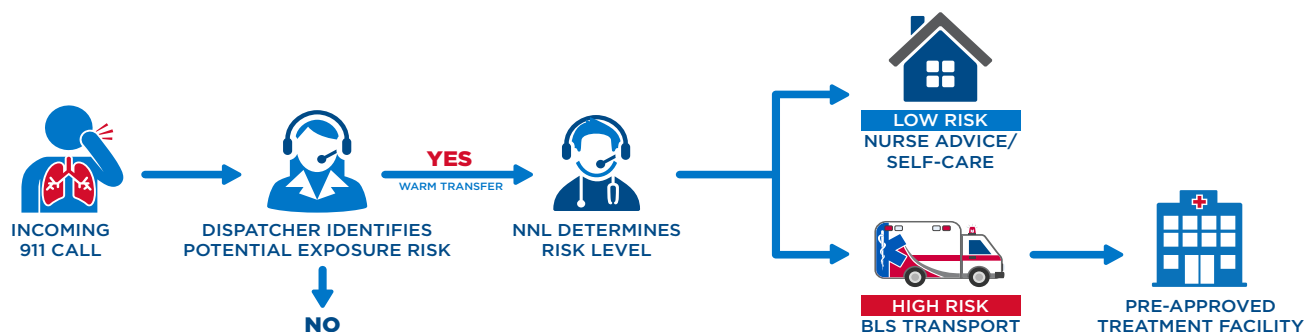 INCOMING
911 CALL
DISPATCHER IDENTIFIES
POTENTIAL EXPOSURE RISK
NO
YES
WARM TRANSFER
NNL DETERMINES
RISK LEVEL
LOW RISK
NURSE ADVICE/
SELF-CARE
HIGH RISK
BLS TRANSPORT
PRE-APPROVED
TREATMENT FACILITY